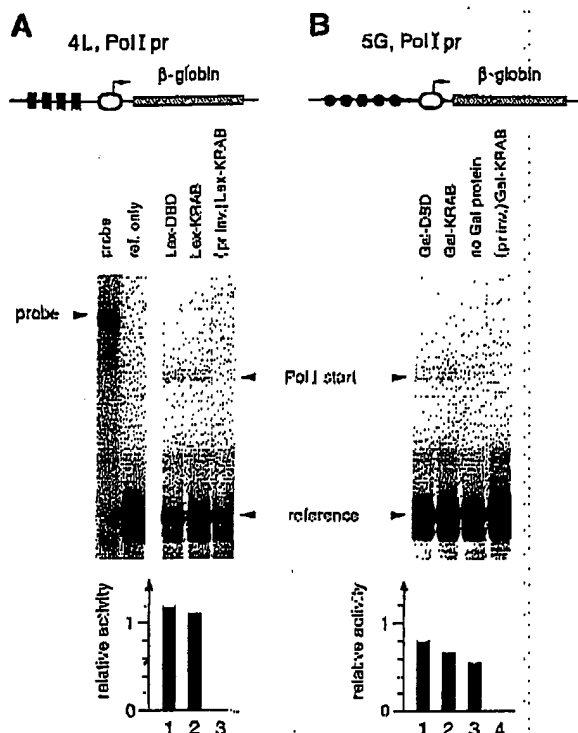 A
4L, Pol I pr
β-globin
probe
ref. only
Lex-DBD
Lex-KRAB
(pr inv.) Lex-KRAB
probe
Pol I start
reference
relative activity
1
1 2 3
B
5G, Pol I pr
β-globin
Gal-DBD
Gal-KRAB
no Gal protein
(pr inv.) Gal-KRAB
relative activity
1
1 2 3 4